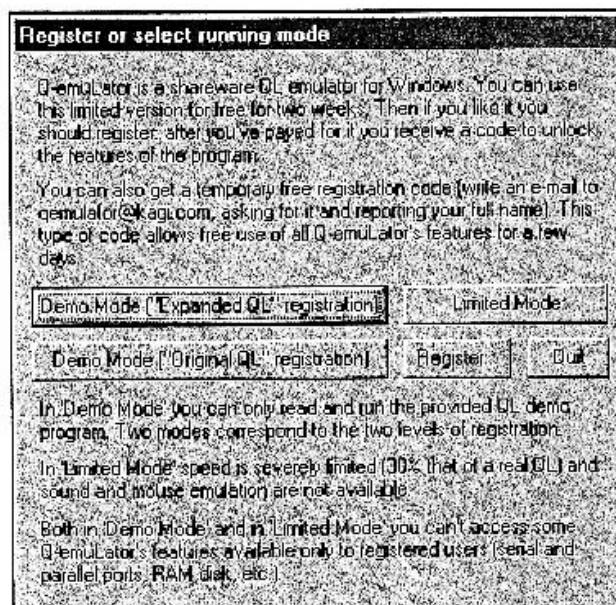 Register or select running mode
Q-emuLator is a shareware QL emulator for Windows. You can use
this limited version for free for two weeks. Then if you like it you
should register: after you've payed for it you receive a code to unlock
the features of the program.
You can also get a temporary free registration code (write an e-mail to
qemulator@kagi.com, asking for it and reporting your full name). This
type of code allows free use of all Q-emuLator's features for a few
days.
Demo Mode ("Expanded QL" registration)
Limited Mode
Demo Mode ("Original QL" registration)
Register
Quit
In 'Demo Mode' you can only read and run the provided QL demo
program. Two modes correspond to the two levels of registration.
In 'Limited Mode' speed is severely limited (30% that of a real QL) and
sound and mouse emulation are not available.
Both in 'Demo Mode' and in 'Limited Mode' you can't access some
Q-emuLator's features available only to registered users (serial and
parallel ports, RAM disk, etc.)